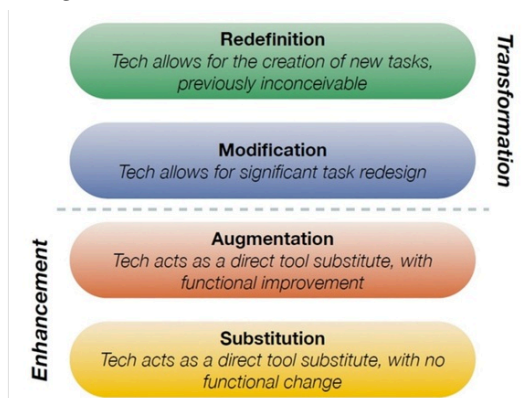 Redefinition
Tech allows for the creation of new tasks,
previously inconceivable
Transformation
Modification
Tech allows for significant task redesign
Enhancement
Augmentation
Tech acts as a direct tool substitute, with
functional improvement
Substitution
Tech acts as a direct tool substitute, with no
functional change